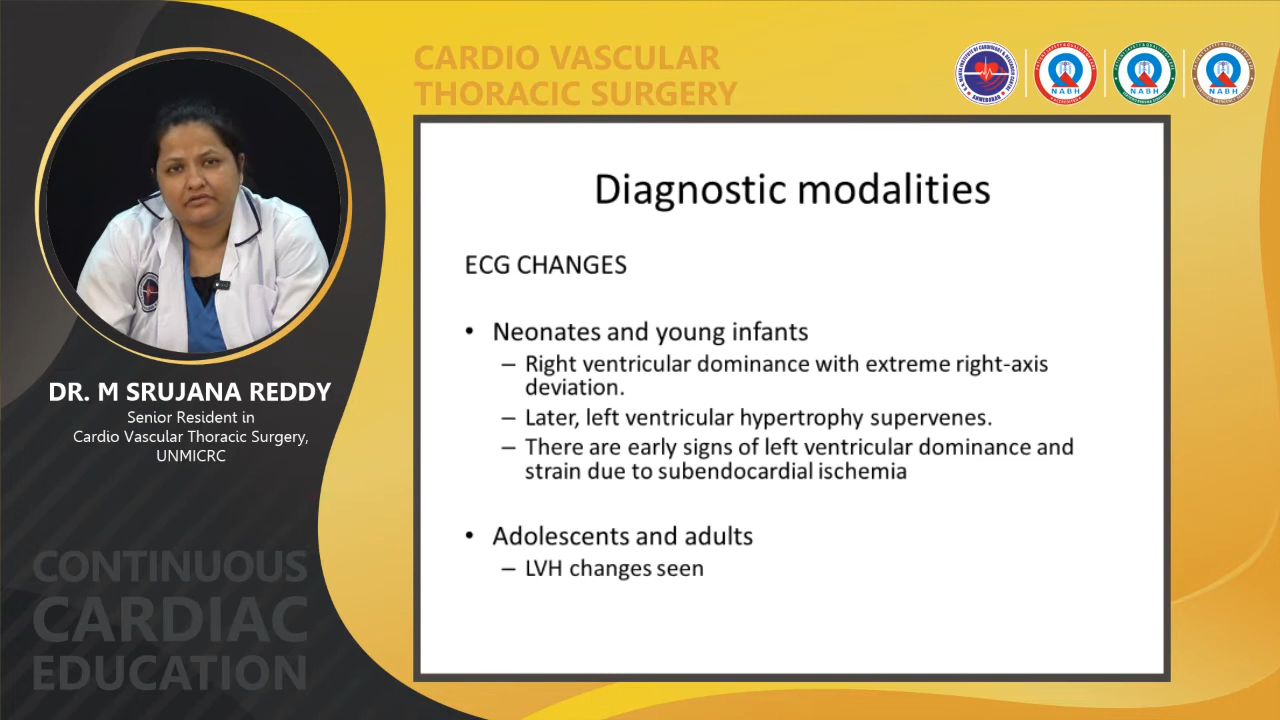 CARDIO VASCULAR
THORACIC SURGERY
NABH
NABH
NABH
Diagnostic modalities
ECG CHANGES
• Neonates and young infants
– Right ventricular dominance with extreme right-axis
deviation.
– Later, left ventricular hypertrophy supervenes.
– There are early signs of left ventricular dominance and
strain due to subendocardial ischemia
• Adolescents and adults
– LVH changes seen
DR. M SRUJANA REDDY
Senior Resident in
Cardio Vascular Thoracic Surgery,
UNMICRC
CONTINUOUS
CARDIAC
EDUCATION